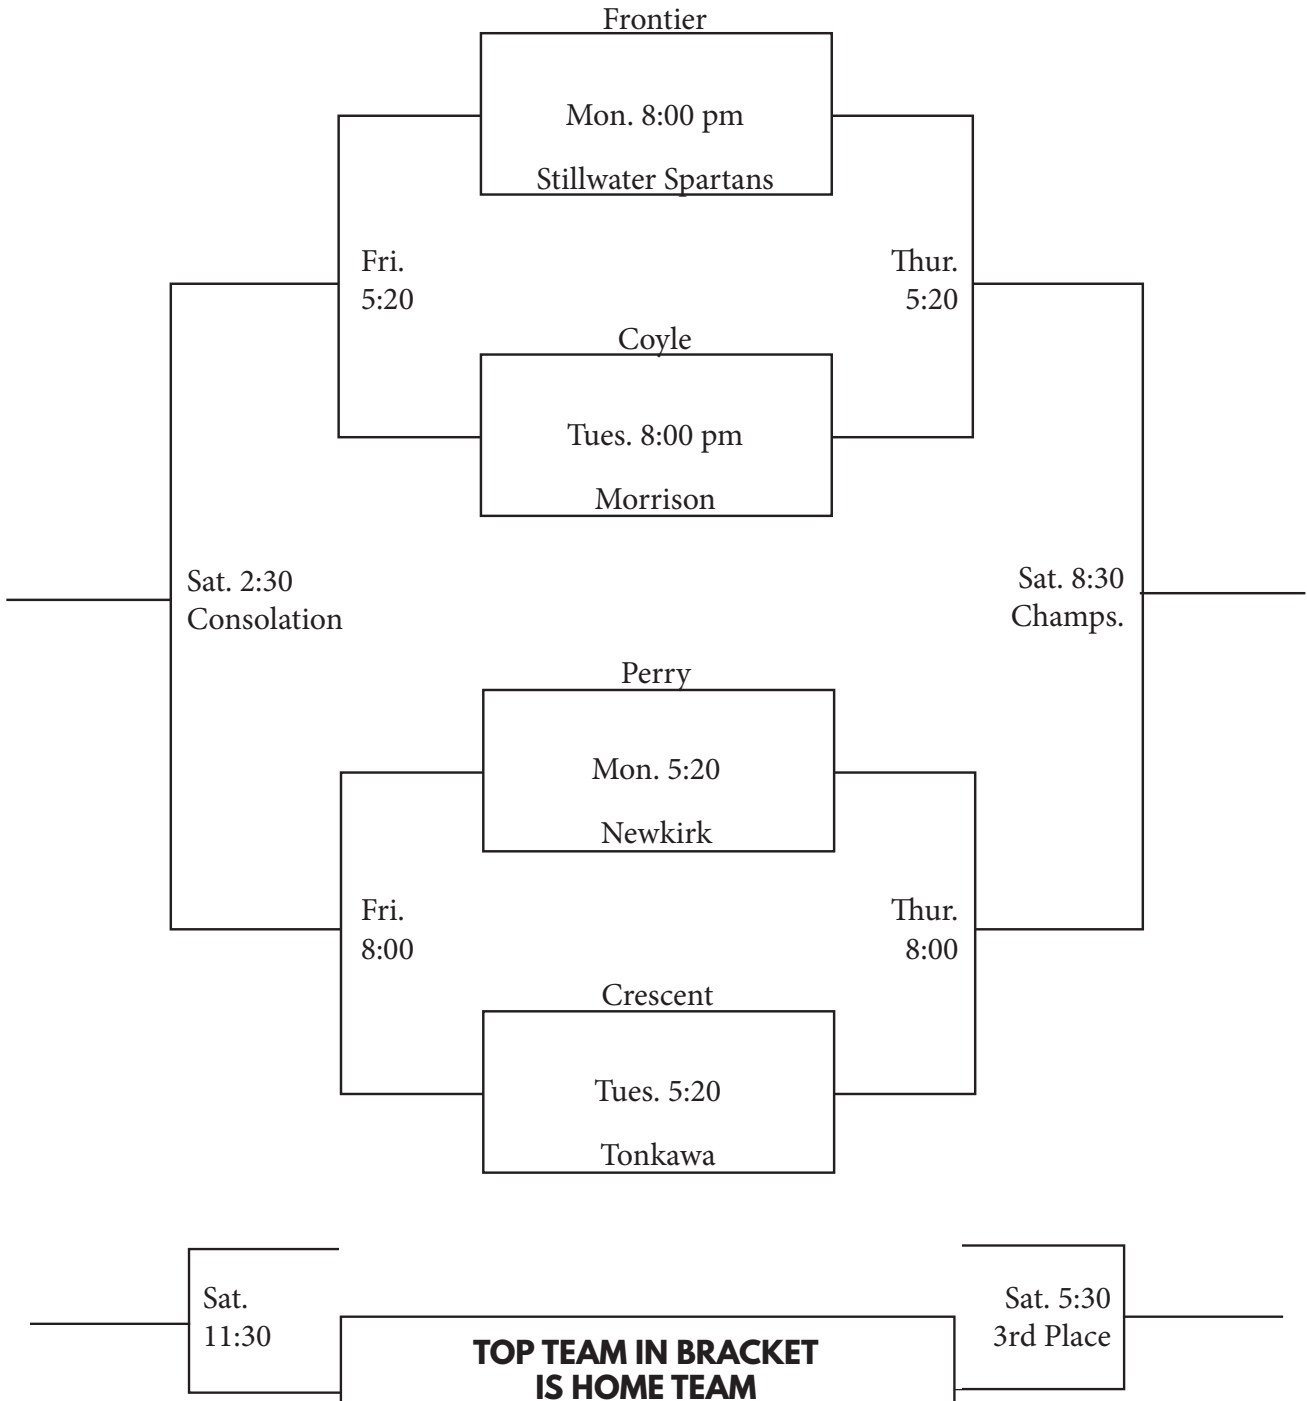 Frontier
Mon. 8:00 pm
Stillwater Spartans
Fri.
5:20
Thur.
5:20
Coyle
Tues. 8:00 pm
Morrison
Sat. 2:30
Consolation
Sat. 8:30
Champs.
Perry
Mon. 5:20
Newkirk
Fri.
8:00
Thur.
8:00
Crescent
Tues. 5:20
Tonkawa
Sat.
11:30
Sat. 5:30
3rd Place
TOP TEAM IN BRACKET
IS HOME TEAM